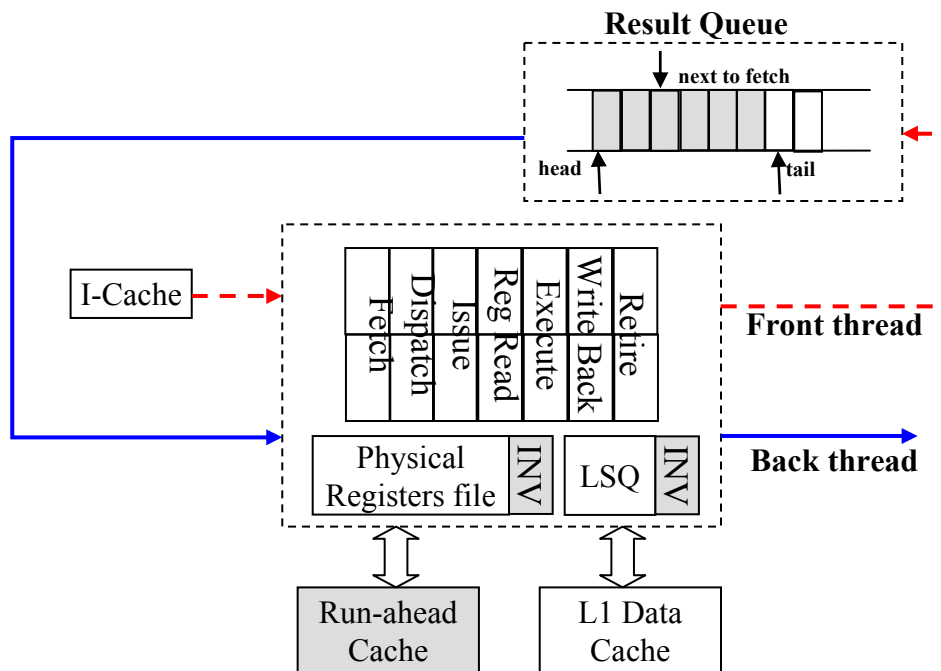 Result Queue
next to fetch
head
tail
I-Cache
Fetch
Dispatch
Issue
Reg Read
Execute
Write Back
Retire
Front thread
Physical
Registers file
INV
LSQ
INV
Back thread
Run-ahead
Cache
L1 Data
Cache